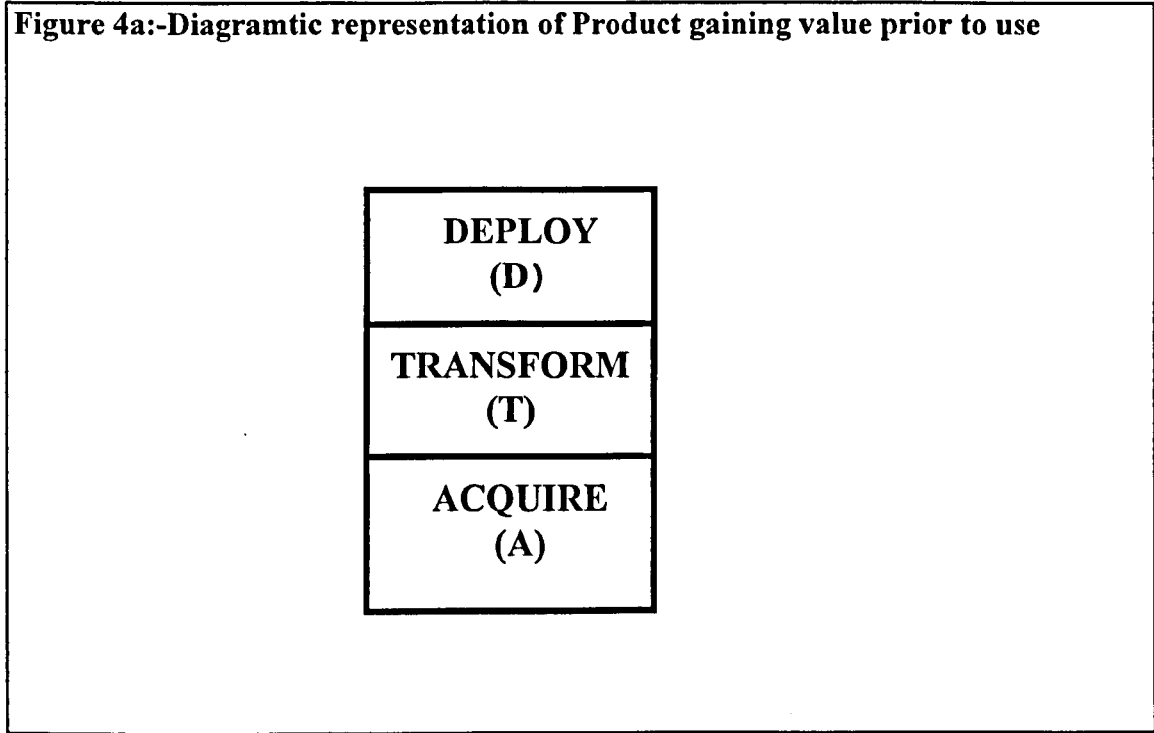 Figure 4a:-Diagramtic representation of Product gaining value prior to use
DEPLOY
(D)
TRANSFORM
(T)
ACQUIRE
(A)